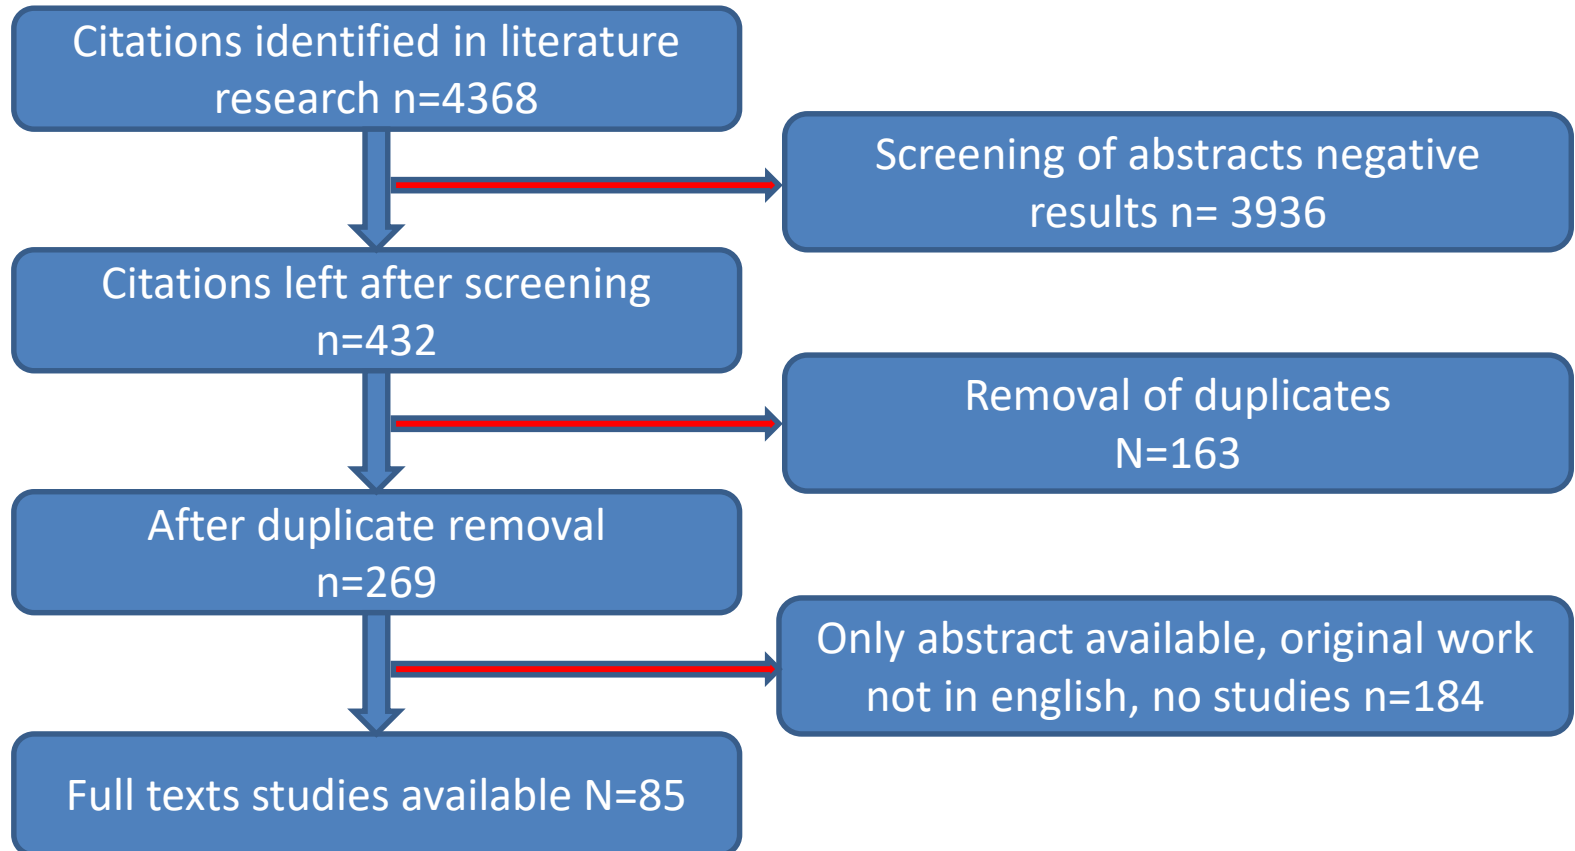 Citations identified in literature
research n=4368
Screening of abstracts negative
results n= 3936
Citations left after screening
n=432
Removal of duplicates
N=163
After duplicate removal
n=269
Only abstract available, original work
not in english, no studies n=184
Full texts studies available N=85